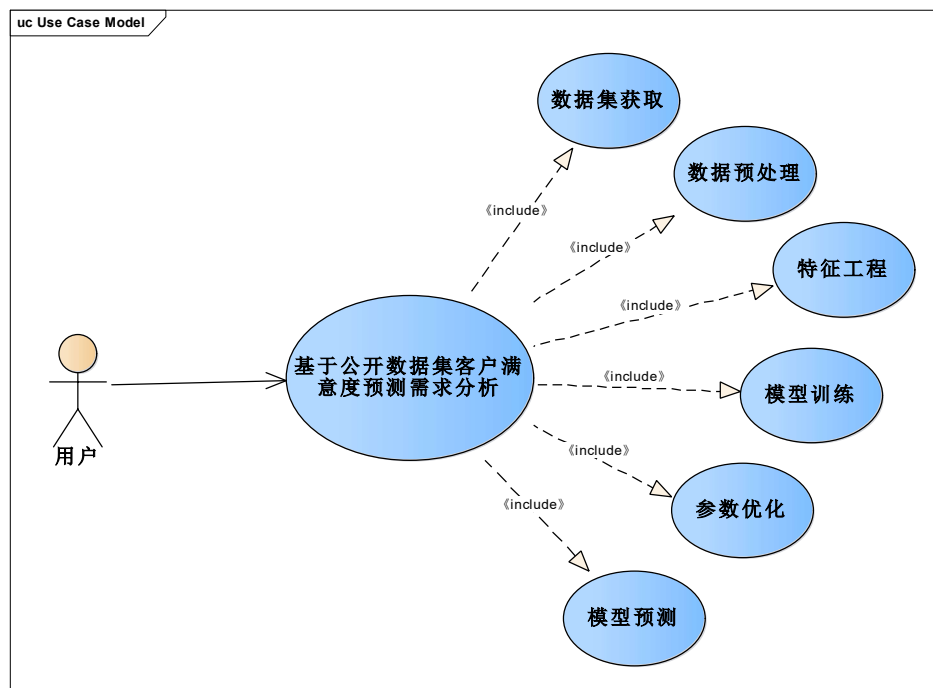 uc Use Case Model
数据集获取
《include》
数据预处理
《include》
特征工程
《include》
基于公开数据集客户满
意度预测需求分析
《include》
模型训练
用户
《include》
参数优化
《include》
模型预测